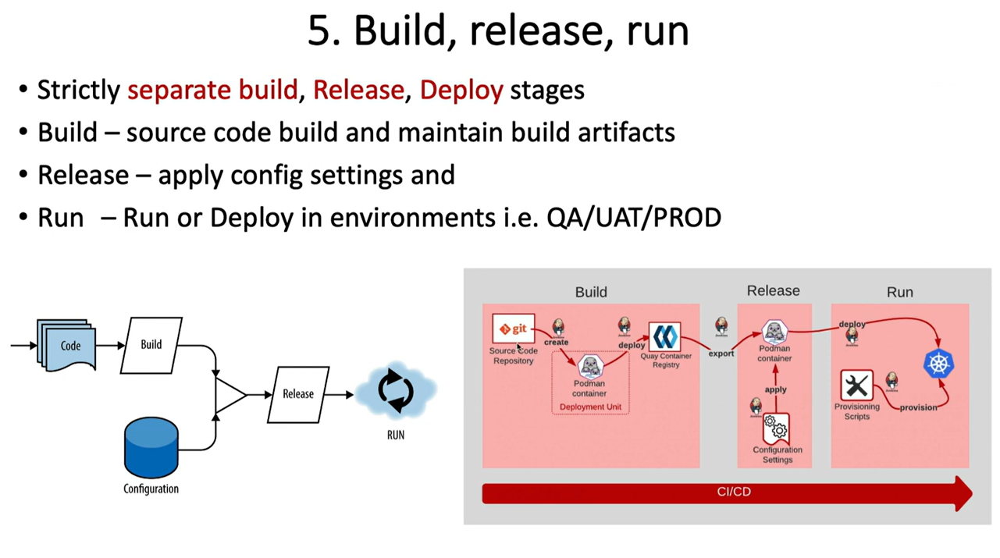 5. Build, release, run
• Strictly separate build, Release, Deploy stages
• Build – source code build and maintain build artifacts
• Release – apply config settings and
• Run – Run or Deploy in environments i.e. QA/UAT/PROD
Code
Build
Release
RUN
Configuration
Build
Release
Run
git
Source Code
Repository
create
Podman
container
Deployment Unit
deploy
Quay Container
Registry
export
Podman
container
apply
Configuration
Settings
deploy
Provisioning
Scripts
provision
CI/CD